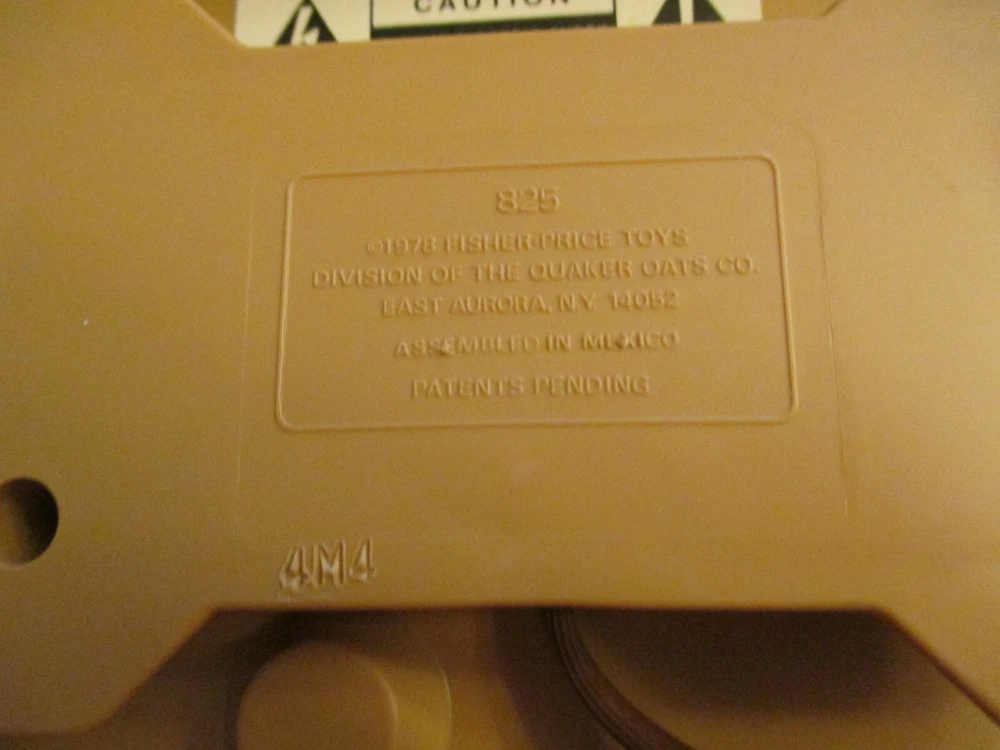 CAUTION
825
©1978 FISHER-PRICE TOYS
DIVISION OF THE QUAKER OATS CO.
EAST AURORA, N.Y. 14052
ASSEMBLED IN MEXICO
PATENTS PENDING
4M4